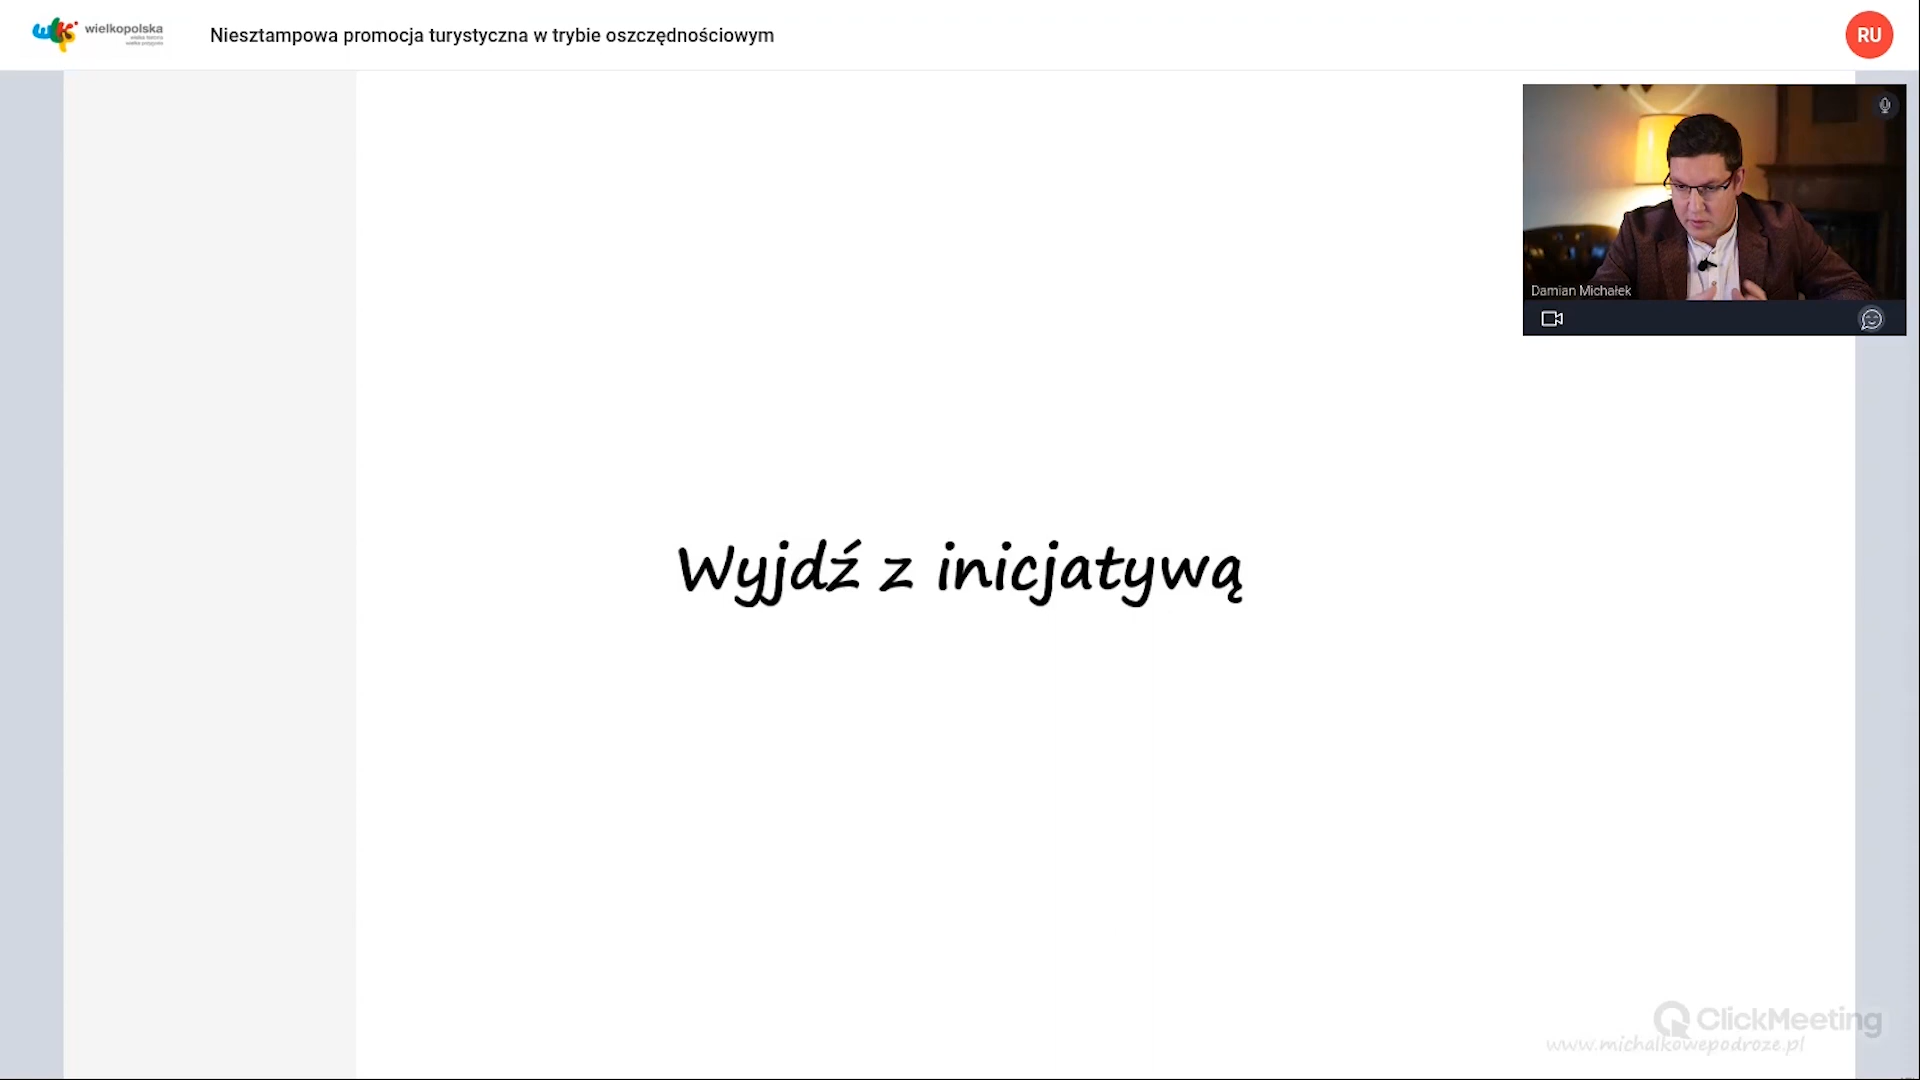 wielkopolska
Niesztampowa promocja turystyczna w trybie oszczędnościowym
RU
Damian Michałek
Wyjdź z inicjatywą
ClickMeeting
www.michalkowepodroze.pl